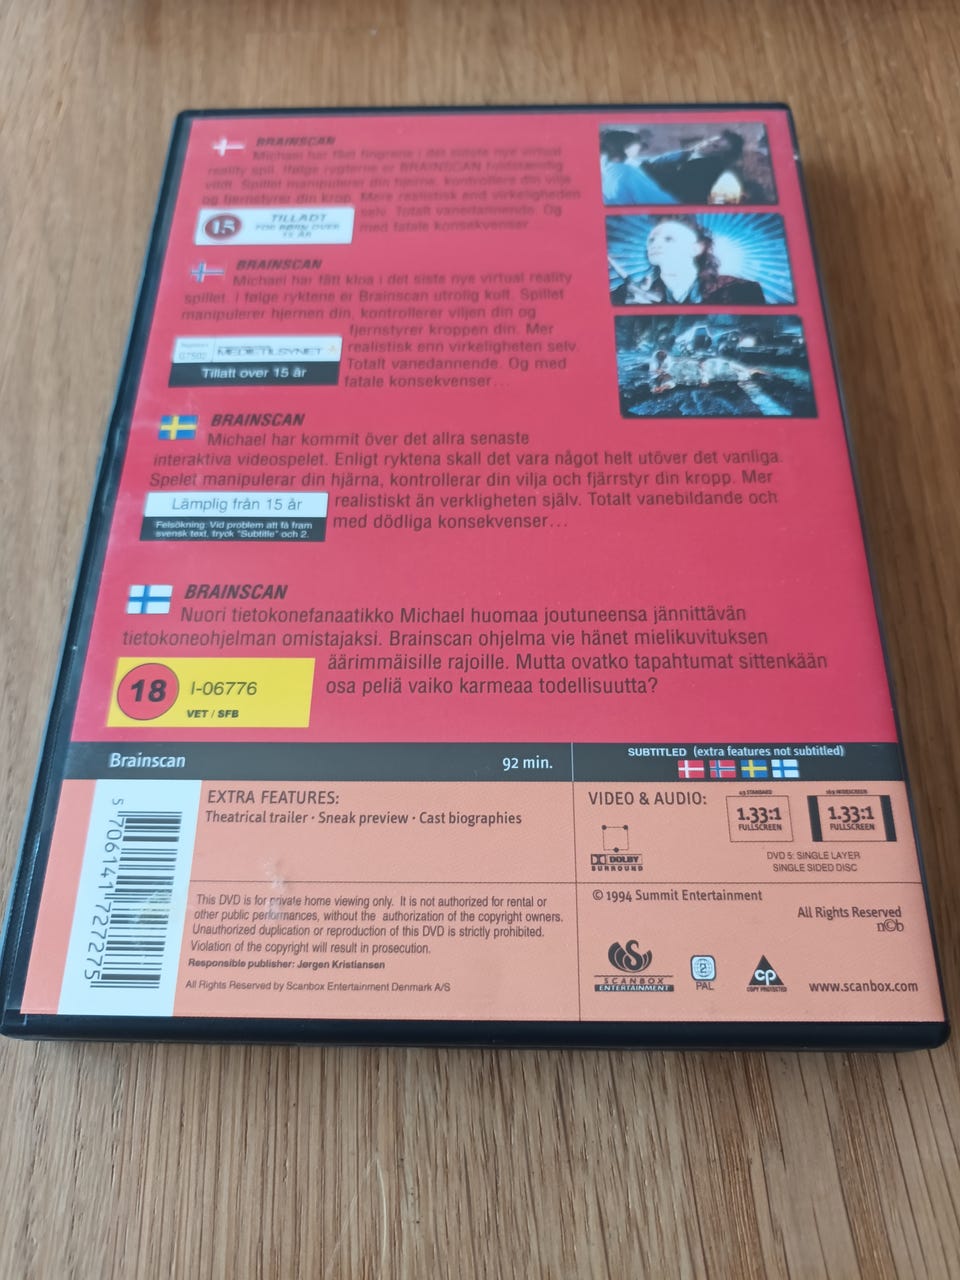 BRAINSCAN
Michael har fået fingrene i det sidste nye virtual
reality spil. Ifølge rygterne er BRAINSCAN fuldstændig
vildt. Spillet manipulerer din hjerne, kontrollere din vilje
og fjernstyrer din krop. Mere realistisk end virkeligheden
selv. Totalt vanedannende. Og
med fatale konsekvenser...
15 TILLADT
FOR BØRN OVER
15 ÅR
BRAINSCAN
Michael har fått kloa i det siste nye virtual reality
spillet. I følge ryktene er Brainscan utrolig kult. Spillet
manipulerer hjernen din, kontrollerer viljen din og
fjernstyrer kroppen din. Mer
realistisk enn virkeligheten selv.
Totalt vanedannende. Og med
fatale konsekvenser...
MEDIETILSYNET
Tillatt over 15 år
BRAINSCAN
Michael har kommit över det allra senaste
interaktiva videospelet. Enligt ryktena skall det vara något helt utöver det vanliga.
Spelet manipulerar din hjärna, kontrollerar din vilja och fjärrstyr din kropp. Mer
realistiskt än verkligheten själv. Totalt vanebildande och
med dödliga konsekvenser...
Lämplig från 15 år
Felsökning: Vid problem att få fram
svensk text, tryck "Subtitle" och 2.
BRAINSCAN
Nuori tietokonefanaatikko Michael huomaa joutuneensa jännittävän
tietokoneohjelman omistajaksi. Brainscan ohjelma vie hänet mielikuvituksen
äärimmäisille rajoille. Mutta ovatko tapahtumat sittenkään
osa peliä vaiko karmeaa todellisuutta?
18 I-06776
VET / SFB
Brainscan 92 min.
SUBTITLED (extra features not subtitled)
EXTRA FEATURES:
Theatrical trailer · Sneak preview · Cast biographies
VIDEO & AUDIO:
DOLBY
SURROUND
4:3 STANDARD
1.33:1
FULLSCREEN
16:9 WIDESCREEN
1.33:1
FULLSCREEN
DVD 5: SINGLE LAYER
SINGLE SIDED DISC
5 706141 727275
This DVD is for private home viewing only. It is not authorized for rental or
other public performances, without the authorization of the copyright owners.
Unauthorized duplication or reproduction of this DVD is strictly prohibited.
Violation of the copyright will result in prosecution.
Responsible publisher: Jørgen Kristiansen
All Rights Reserved by Scanbox Entertainment Denmark A/S
© 1994 Summit Entertainment
All Rights Reserved
n©b
SCANBOX
ENTERTAINMENT
2
PAL
CP
COPY PROTECTED
www.scanbox.com